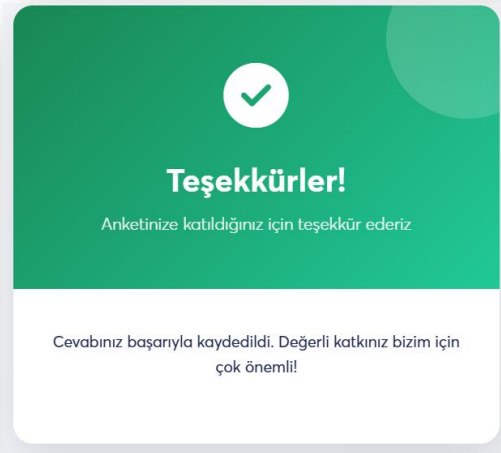 Teşekkürler!
Anketinize katıldığınız için teşekkür ederiz
Cevabınız başarıyla kaydedildi. Değerli katkınız bizim için
çok önemli!